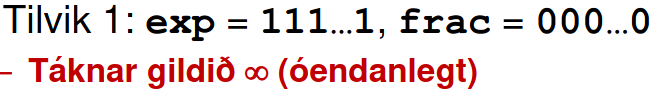 Tilvik 1: exp = 111...1, frac = 000...0
– Táknar gildið ∞ (óendanlegt)